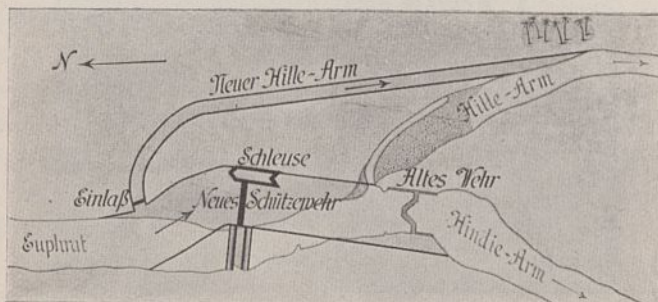 N
Neuer Hille-Arm
Hille-Arm
Schleuse
Einlaß
Neues Schützewehr
Altes Wehr
Euphrat
Hindie-Arm